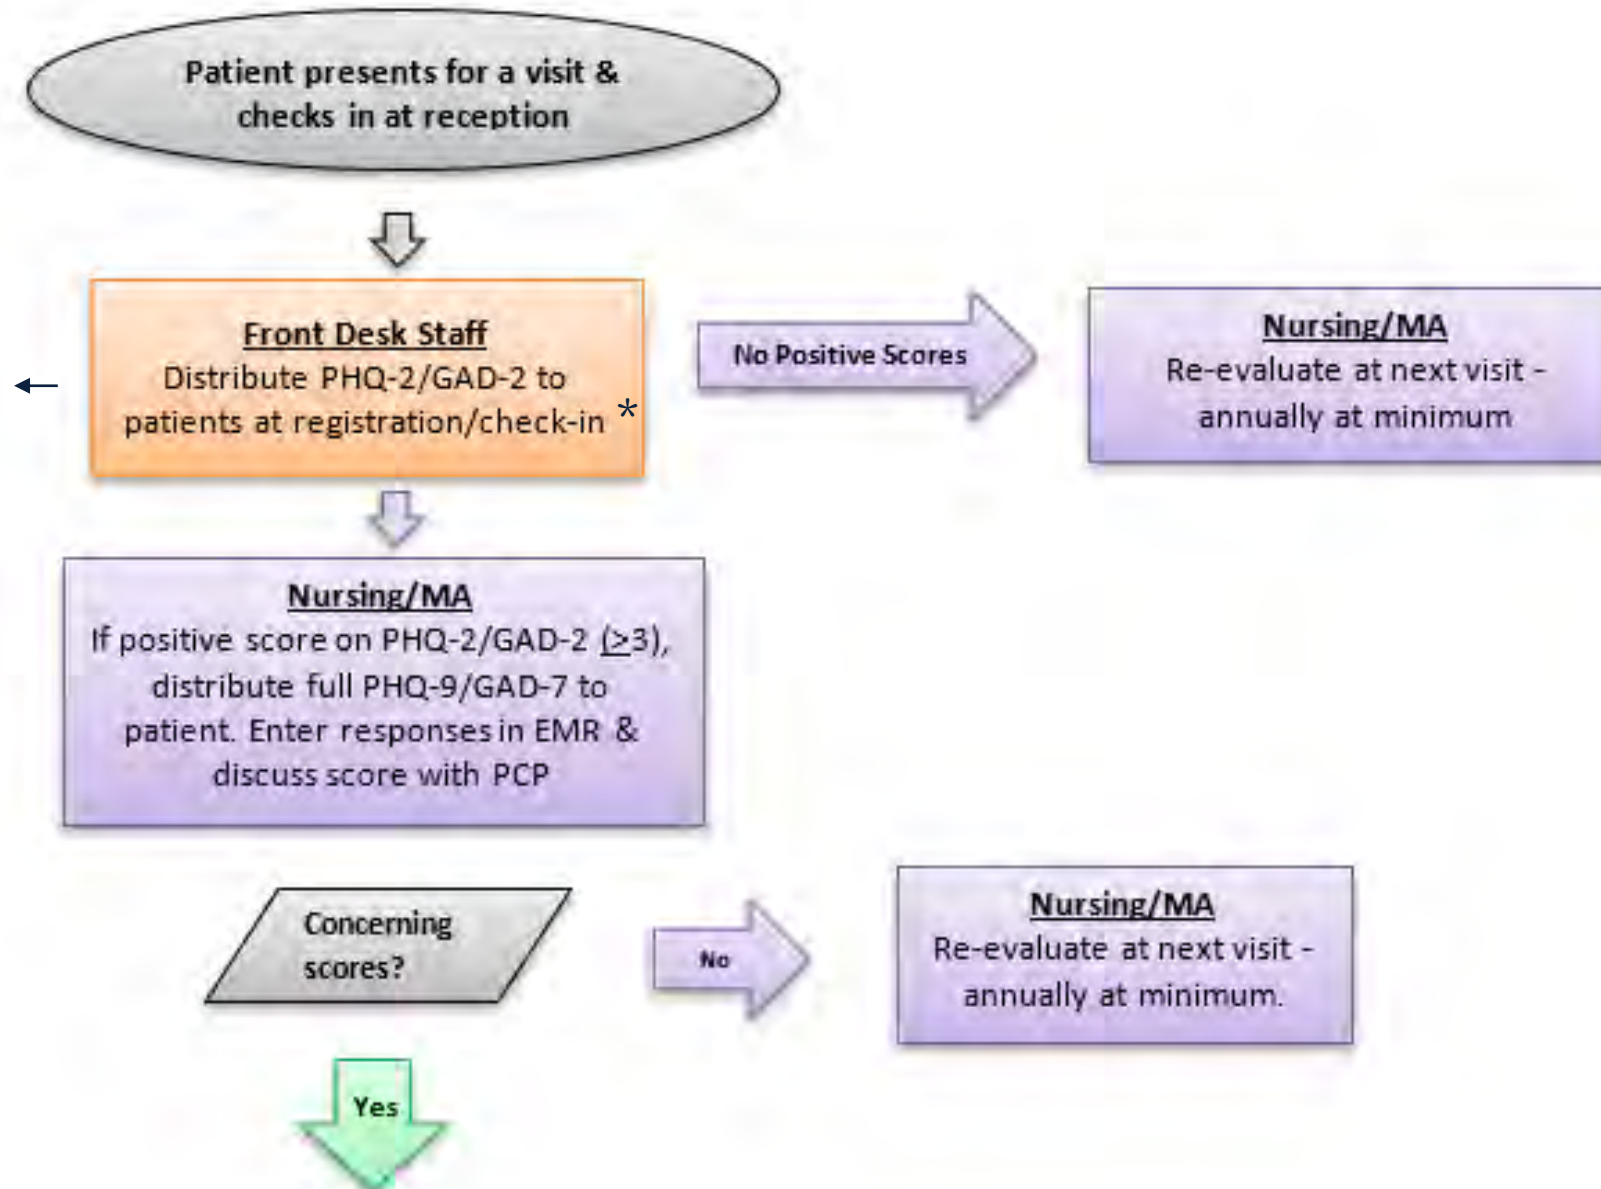 Patient presents for a visit &
checks in at reception
Front Desk Staff
Distribute PHQ-2/GAD-2 to
patients at registration/check-in *
No Positive Scores
Nursing/MA
Re-evaluate at next visit -
annually at minimum
Nursing/MA
If positive score on PHQ-2/GAD-2 (≥3),
distribute full PHQ-9/GAD-7 to
patient. Enter responses in EMR &
discuss score with PCP
Concerning
scores?
No
Nursing/MA
Re-evaluate at next visit -
annually at minimum.
Yes